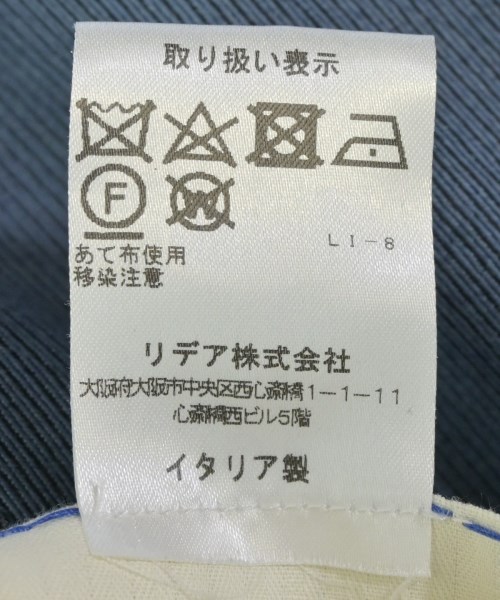 取り扱い表示
F
W
L I － 8
あて布使用
移染注意
リデア株式会社
大阪府大阪市中央区西心斎橋1－1－11
心斎橋西ビル5階
イタリア製